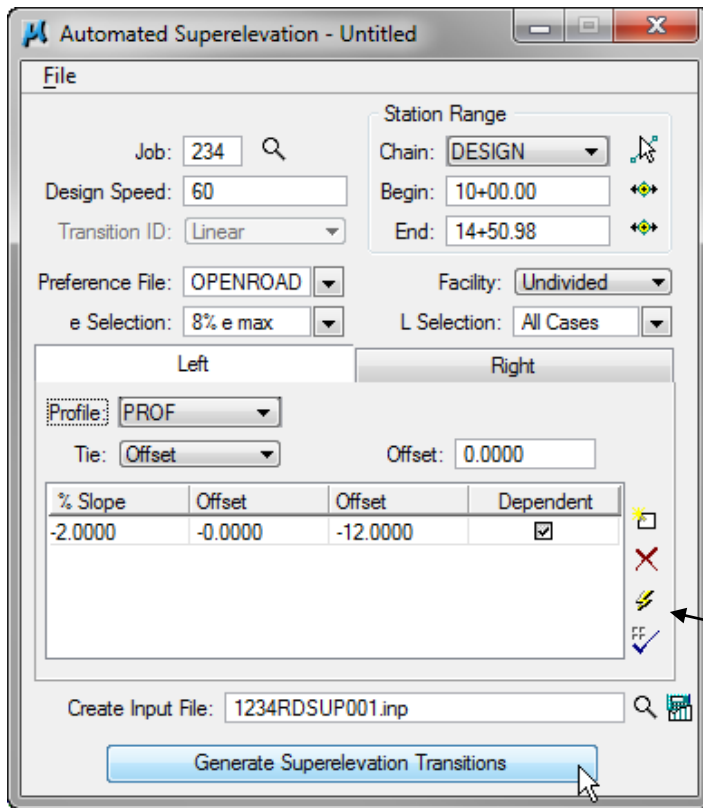 Automated Superelevation - Untitled
File
Station Range
Job: 234
Chain: DESIGN
Design Speed: 60
Begin: 10+00.00
Transition ID: Linear
End: 14+50.98
Preference File: OPENROAD
Facility: Undivided
e Selection: 8% e max
L Selection: All Cases
Left
Right
Profile: PROF
Tie: Offset
Offset: 0.0000
% Slope Offset Offset Dependent
-2.0000 -0.0000 -12.0000
FF
Create Input File: 1234RDSUP001.inp
Generate Superelevation Transitions